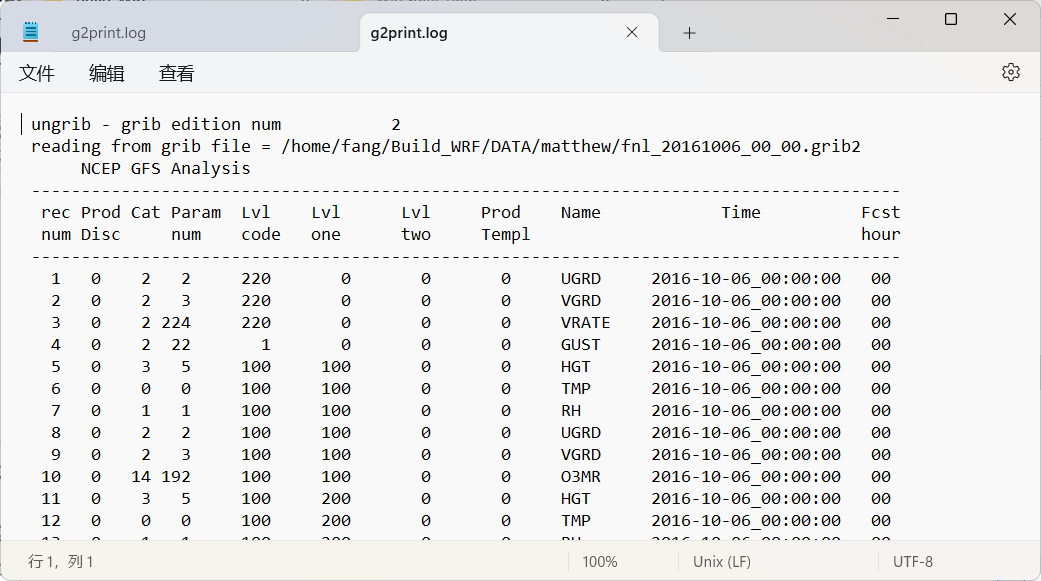 g2print.log g2print.log
文件 编辑 查看
ungrib - grib edition num 2
reading from grib file = /home/fang/Build_WRF/DATA/matthew/fnl_20161006_00_00.grib2
NCEP GFS Analysis
---------------------------------------------------------------------------------------
rec Prod Cat Param Lvl Lvl Lvl Prod Name Time Fcst
num Disc num code one two Templ hour
---------------------------------------------------------------------------------------
1 0 2 2 220 0 0 0 UGRD 2016-10-06_00:00:00 00
2 0 2 3 220 0 0 0 VGRD 2016-10-06_00:00:00 00
3 0 2 224 220 0 0 0 VRATE 2016-10-06_00:00:00 00
4 0 2 22 1 0 0 0 GUST 2016-10-06_00:00:00 00
5 0 3 5 100 100 0 0 HGT 2016-10-06_00:00:00 00
6 0 0 0 100 100 0 0 TMP 2016-10-06_00:00:00 00
7 0 1 1 100 100 0 0 RH 2016-10-06_00:00:00 00
8 0 2 2 100 100 0 0 UGRD 2016-10-06_00:00:00 00
9 0 2 3 100 100 0 0 VGRD 2016-10-06_00:00:00 00
10 0 14 192 100 100 0 0 O3MR 2016-10-06_00:00:00 00
11 0 3 5 100 200 0 0 HGT 2016-10-06_00:00:00 00
12 0 0 0 100 200 0 0 TMP 2016-10-06_00:00:00 00
行 1，列 1 100% Unix (LF) UTF-8